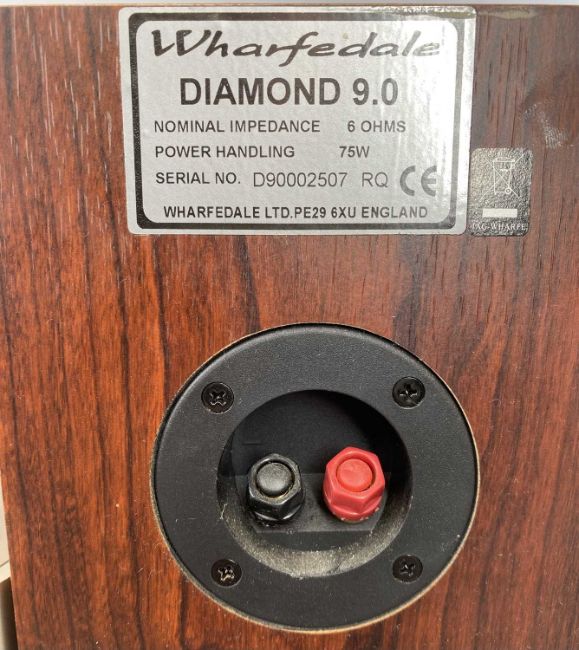 Wharfedale
DIAMOND 9.0
NOMINAL IMPEDANCE 6 OHMS
POWER HANDLING 75W
SERIAL NO. D90002507 RQ CE
WHARFEDALE LTD.PE29 6XU ENGLAND